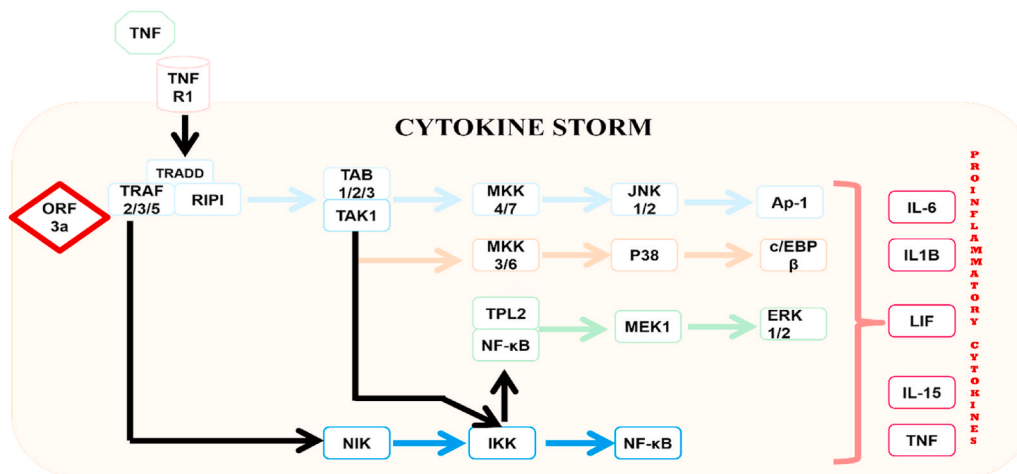 TNF
TNF
R1
CYTOKINE STORM
TRADD
TRAF
2/3/5
RIPI
ORF
3a
TAB
1/2/3
TAK1
MKK
4/7
JNK
1/2
Ap-1
MKK
3/6
P38
c/EBP
β
TPL2
NF-κB
MEK1
ERK
1/2
NIK
IKK
NF-κB
IL-6
IL1B
LIF
IL-15
TNF
PROINFLAMMATORY CYTOKINES